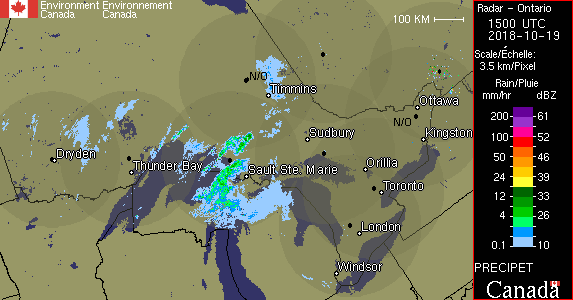 Environment Environnement
Canada Canada
100 KM
N/O
Timmins
Ottawa
N/O
Sudbury
Kingston
Dryden
Thunder Bay
Sault Ste. Marie
Orillia
Toronto
London
Windsor
Radar - Ontario
1500 UTC
2018-10-19
Scale/Échelle:
3.5 km/Pixel
Rain/Pluie
mm/hr dBZ
200 61
100 52
50 46
24 39
12 33
4 26
0.1 10
PRECIPET
Canada